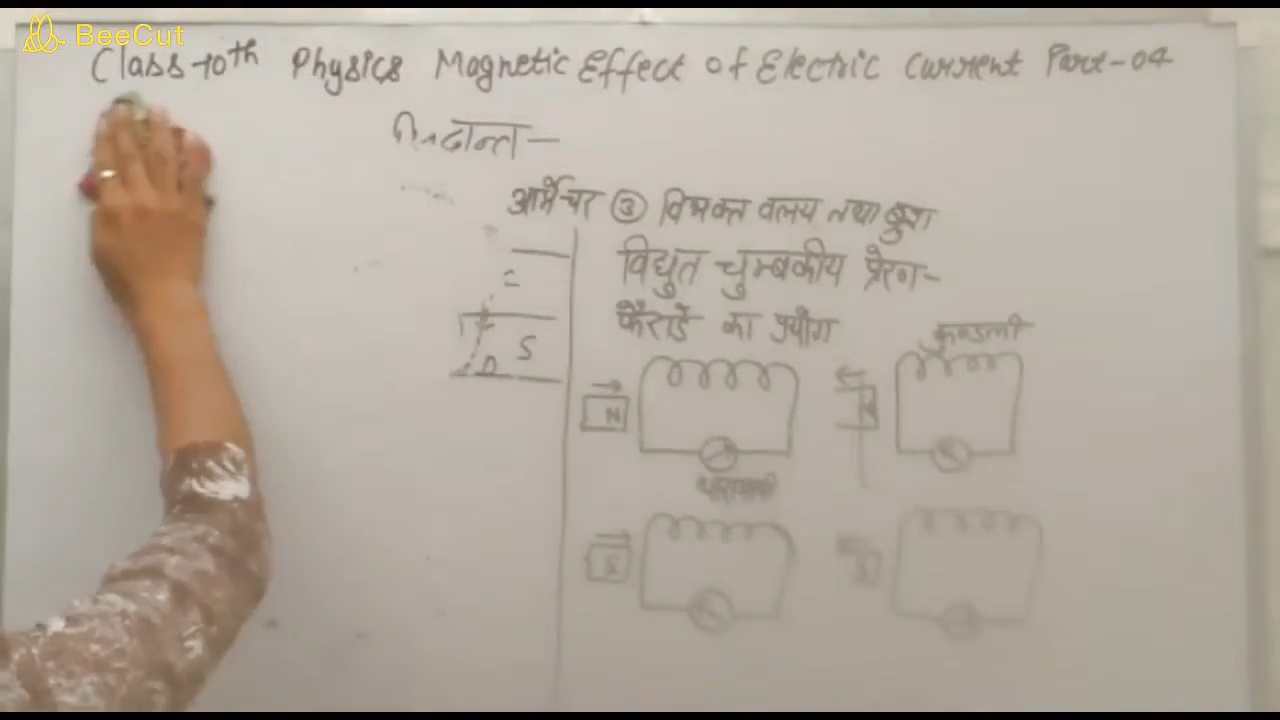 BeeCut
Class-10th Physics Magnetic Effect of Electric Current Part-04
आर्मेचर ③ विभक्त वलय तथा ब्रुश
विद्युत चुम्बकीय प्रेरण-
फैराडे का प्रयोग
कुण्डली
N
S
धारामापी
S